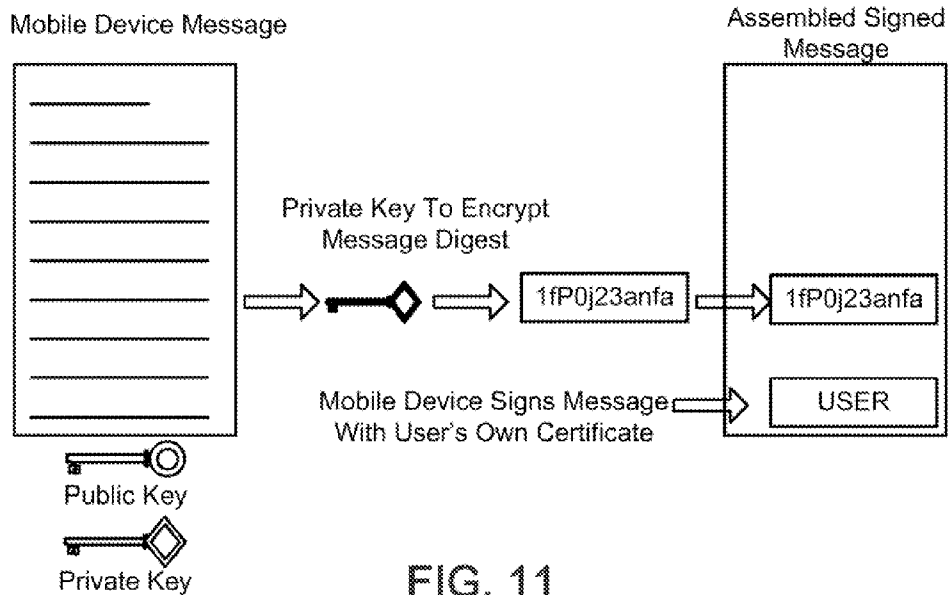 Mobile Device Message
Assembled Signed
Message
Private Key To Encrypt
Message Digest
1fP0j23anfa
1fP0j23anfa
Mobile Device Signs Message
With User's Own Certificate
USER
Public Key
Private Key
FIG. 11